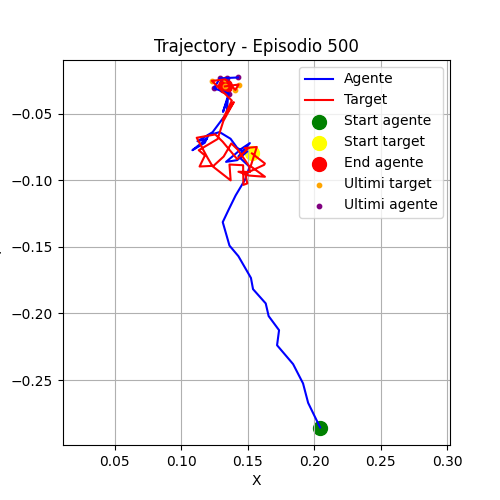 Trajectory - Episodio 500
Agente
Target
Start agente
Start target
End agente
Ultimi target
Ultimi agente
−0.05
−0.10
−0.15
−0.20
−0.25
0.05
0.10
0.15
0.20
0.25
0.30
X